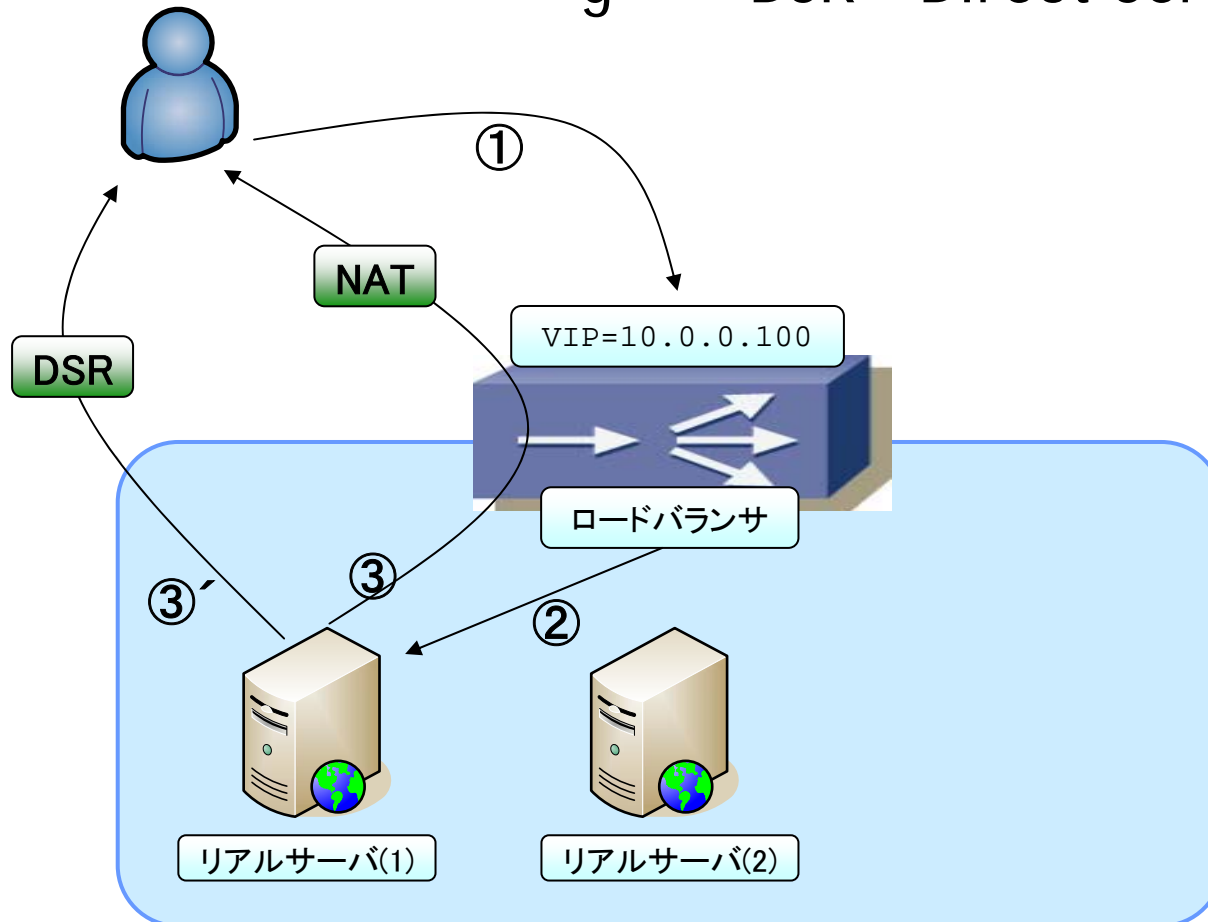 ①
NAT
VIP=10.0.0.100
DSR
ロードバランサ
③
③´
②
リアルサーバ(1)
リアルサーバ(2)